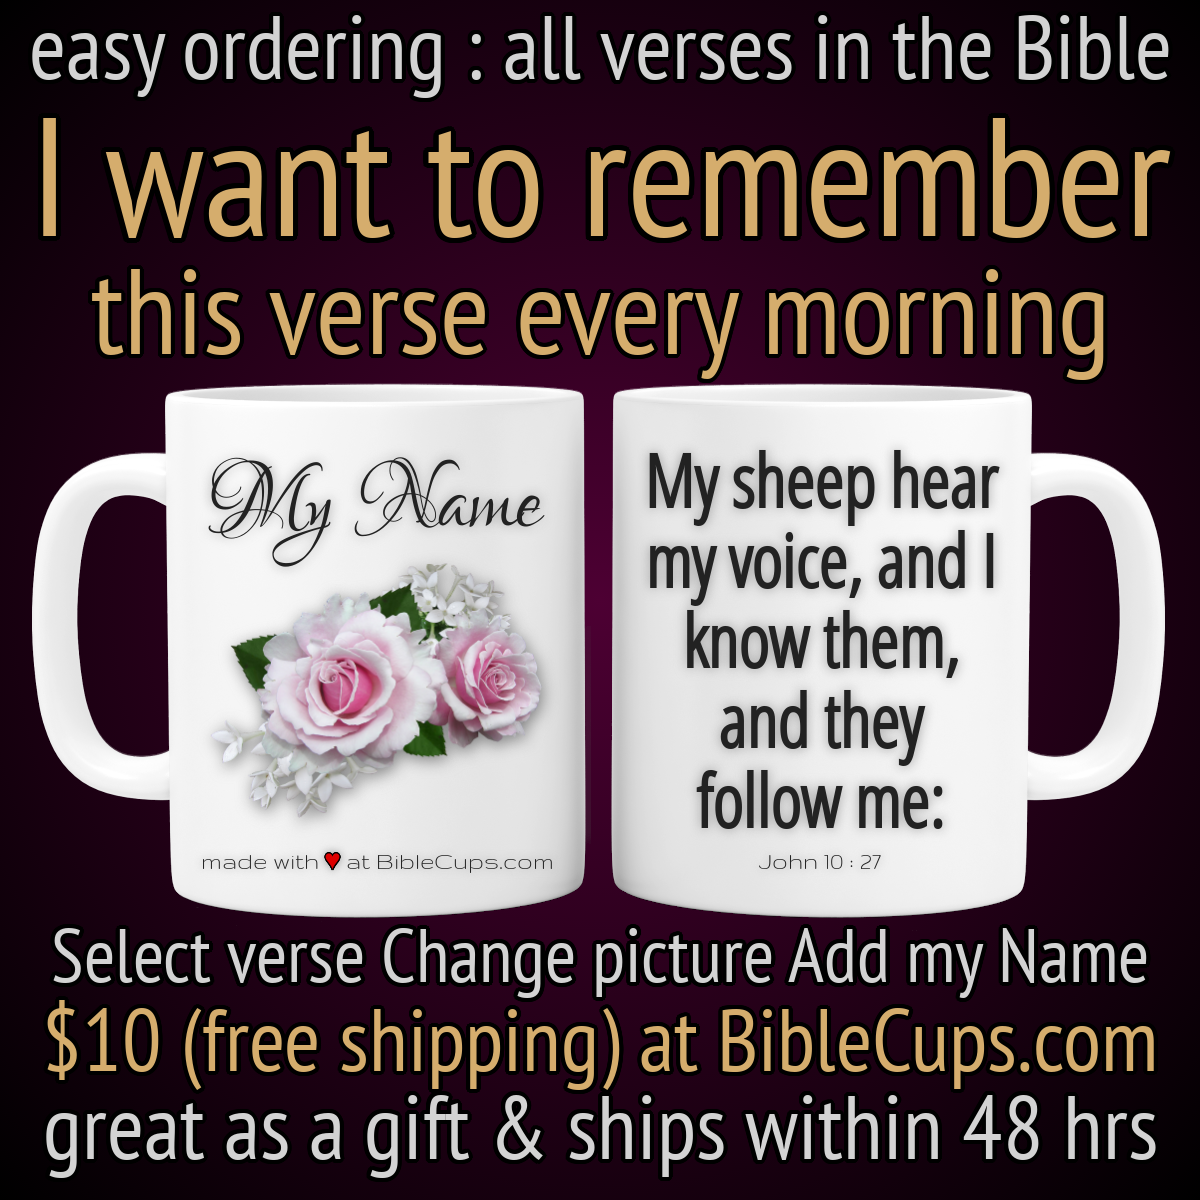 easy ordering : all verses in the Bible
I want to remember
this verse every morning
My Name
made with at BibleCups.com
My sheep hear
my voice, and I
know them,
and they
follow me:
John 10 : 27
Select verse Change picture Add my Name
$10 (free shipping) at BibleCups.com
great as a gift & ships within 48 hrs